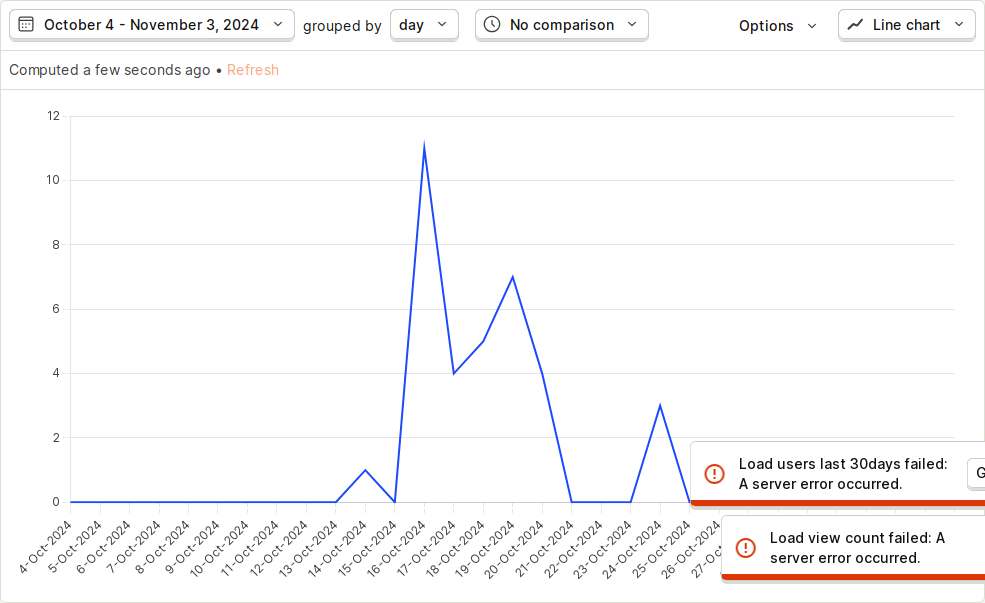 October 4 - November 3, 2024 grouped by day No comparison Options Line chart
Computed a few seconds ago • Refresh
12
10
8
6
4
2
0
Load users last 30days failed:
A server error occurred.
Load view count failed: A
server error occurred.
4-Oct-2024
5-Oct-2024
6-Oct-2024
7-Oct-2024
8-Oct-2024
9-Oct-2024
10-Oct-2024
11-Oct-2024
12-Oct-2024
13-Oct-2024
14-Oct-2024
15-Oct-2024
16-Oct-2024
17-Oct-2024
18-Oct-2024
19-Oct-2024
20-Oct-2024
21-Oct-2024
22-Oct-2024
23-Oct-2024
24-Oct-2024
25-Oct-2024
26-Oct-2024